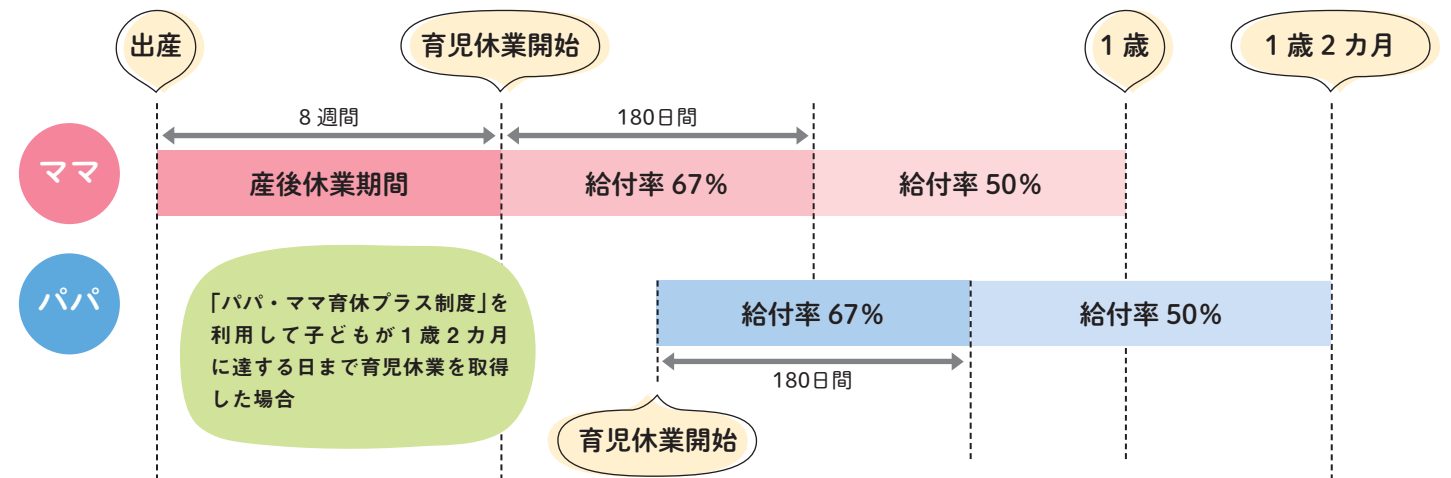 出産
育児休業開始
1歳
1歳2カ月
8週間
180日間
ママ
産後休業期間
給付率 67%
給付率 50%
パパ
「パパ・ママ育休プラス制度」を
利用して子どもが1歳2カ月
に達する日まで育児休業を取得
した場合
給付率 67%
給付率 50%
180日間
育児休業開始